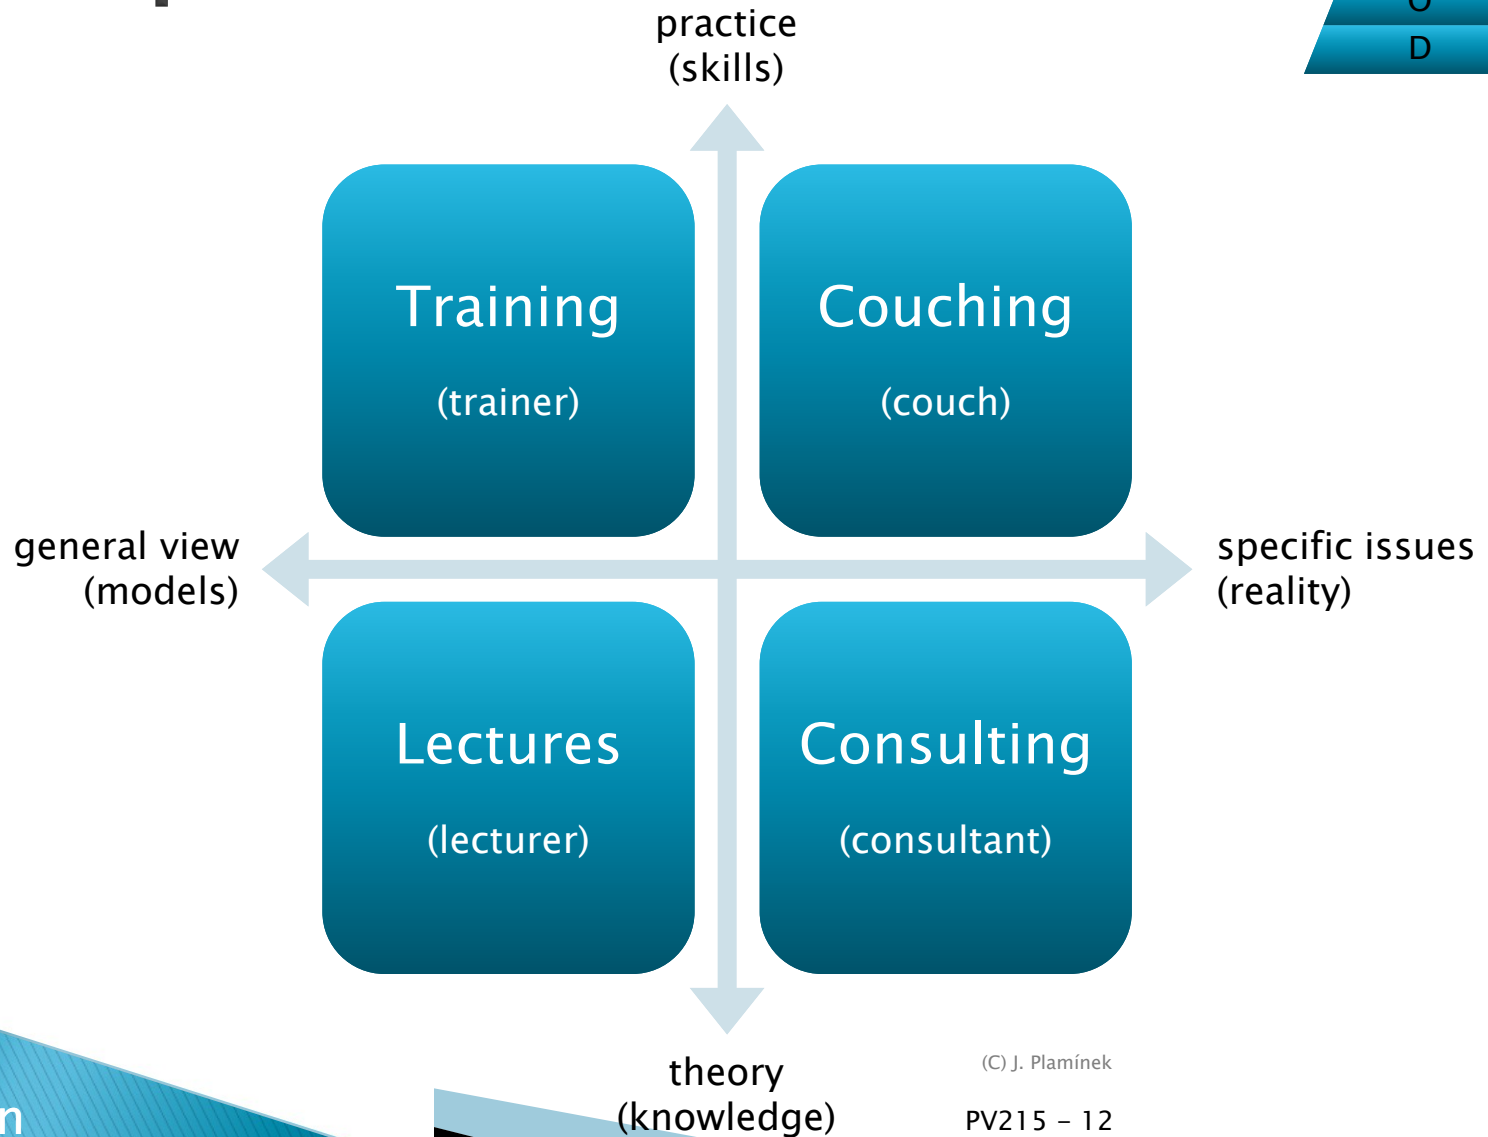 O
D
practice
(skills)
Training
(trainer)
Couching
(couch)
general view
(models)
specific issues
(reality)
Lectures
(lecturer)
Consulting
(consultant)
theory
(knowledge)
(C) J. Plamínek
PV215 – 12
n